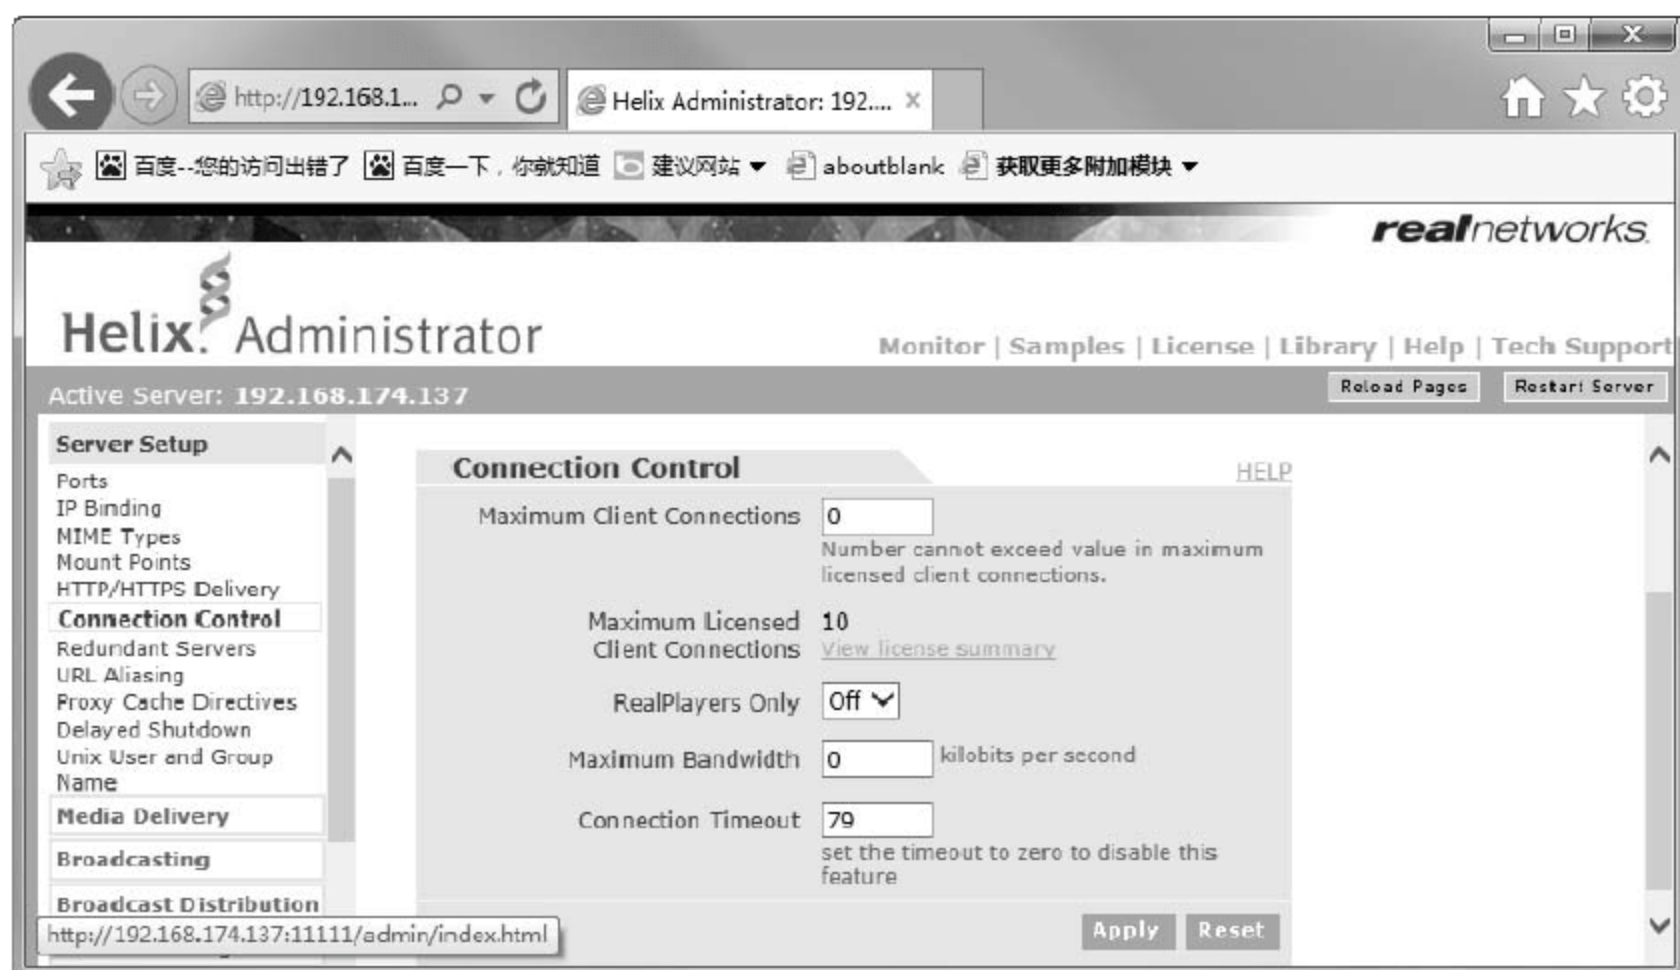 http://192.168.1...
Helix Administrator: 192....
百度--您的访问出错了 百度一下，你就知道 建议网站 aboutblank 获取更多附加模块
realnetworks.
Helix Administrator
Monitor | Samples | License | Library | Help | Tech Support
Active Server: 192.168.174.137
Reload Pages Restart Server
Server Setup
Ports
IP Binding
MIME Types
Mount Points
HTTP/HTTPS Delivery
Connection Control
Redundant Servers
URL Aliasing
Proxy Cache Directives
Delayed Shutdown
Unix User and Group
Name
Media Delivery
Broadcasting
Broadcast Distribution
http://192.168.174.137:11111/admin/index.html
Connection Control
HELP
Maximum Client Connections 0
Number cannot exceed value in maximum
licensed client connections.
Maximum Licensed 10
Client Connections View license summary
RealPlayers Only Off
Maximum Bandwidth 0 kilobits per second
Connection Timeout 79
set the timeout to zero to disable this
feature
Apply Reset